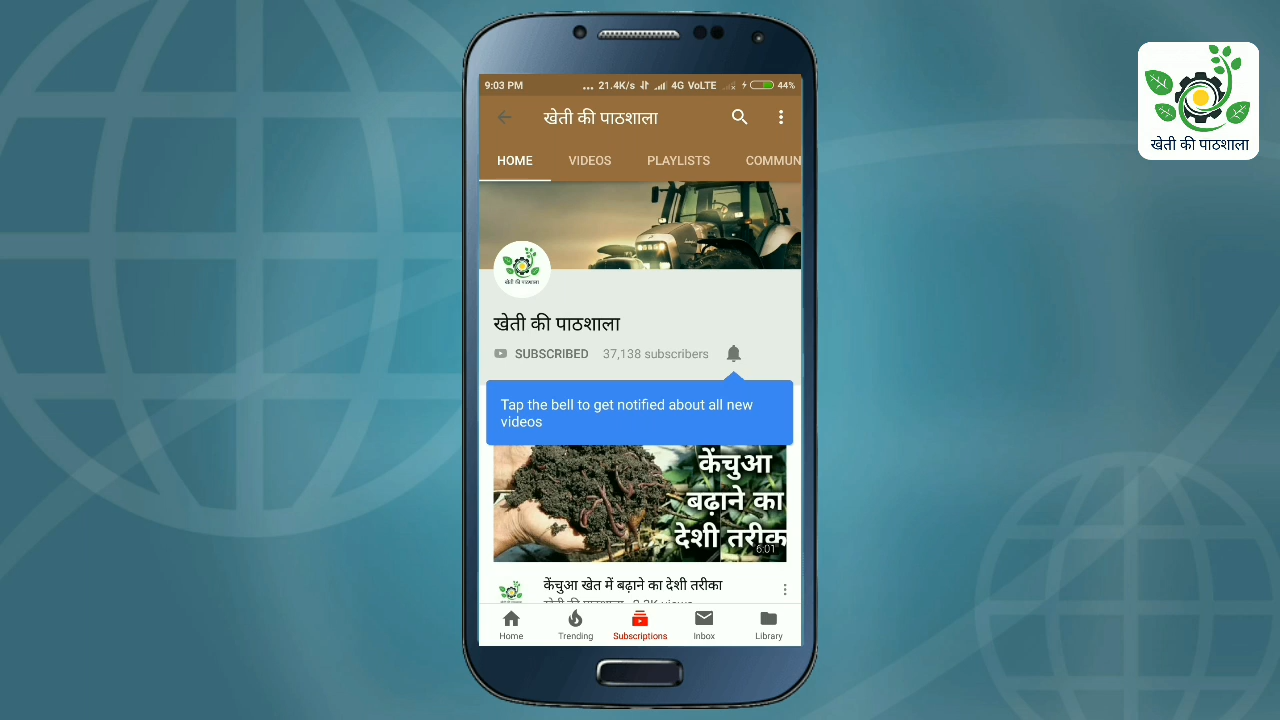 9:03 PM ... 21.4K/s 4G VoLTE 44%
खेती की पाठशाला
HOME VIDEOS PLAYLISTS COMMUN
खेती की पाठशाला
खेती की पाठशाला
खेती की पाठशाला
SUBSCRIBED 37,138 subscribers
Tap the bell to get notified about all new
videos
केंचुआ
बढ़ाने का
देशी तरीक
6:01
केंचुआ खेत में बढ़ाने का देशी तरीका
Home Trending Subscriptions Inbox Library